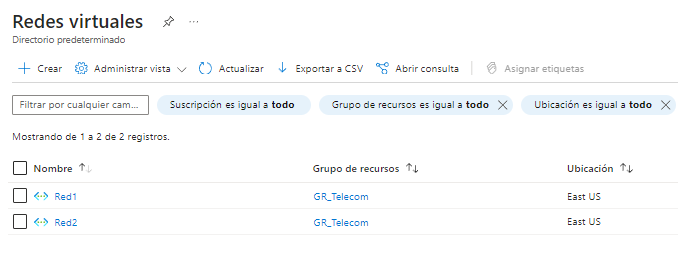 Redes virtuales
Directorio predeterminado
Crear Administrar vista Actualizar Exportar a CSV Abrir consulta Asignar etiquetas
Filtrar por cualquier cam... Suscripción es igual a todo Grupo de recursos es igual a todo Ubicación es igual a todo
Mostrando de 1 a 2 de 2 registros.
Nombre Grupo de recursos Ubicación
Red1 GR_Telecom East US
Red2 GR_Telecom East US